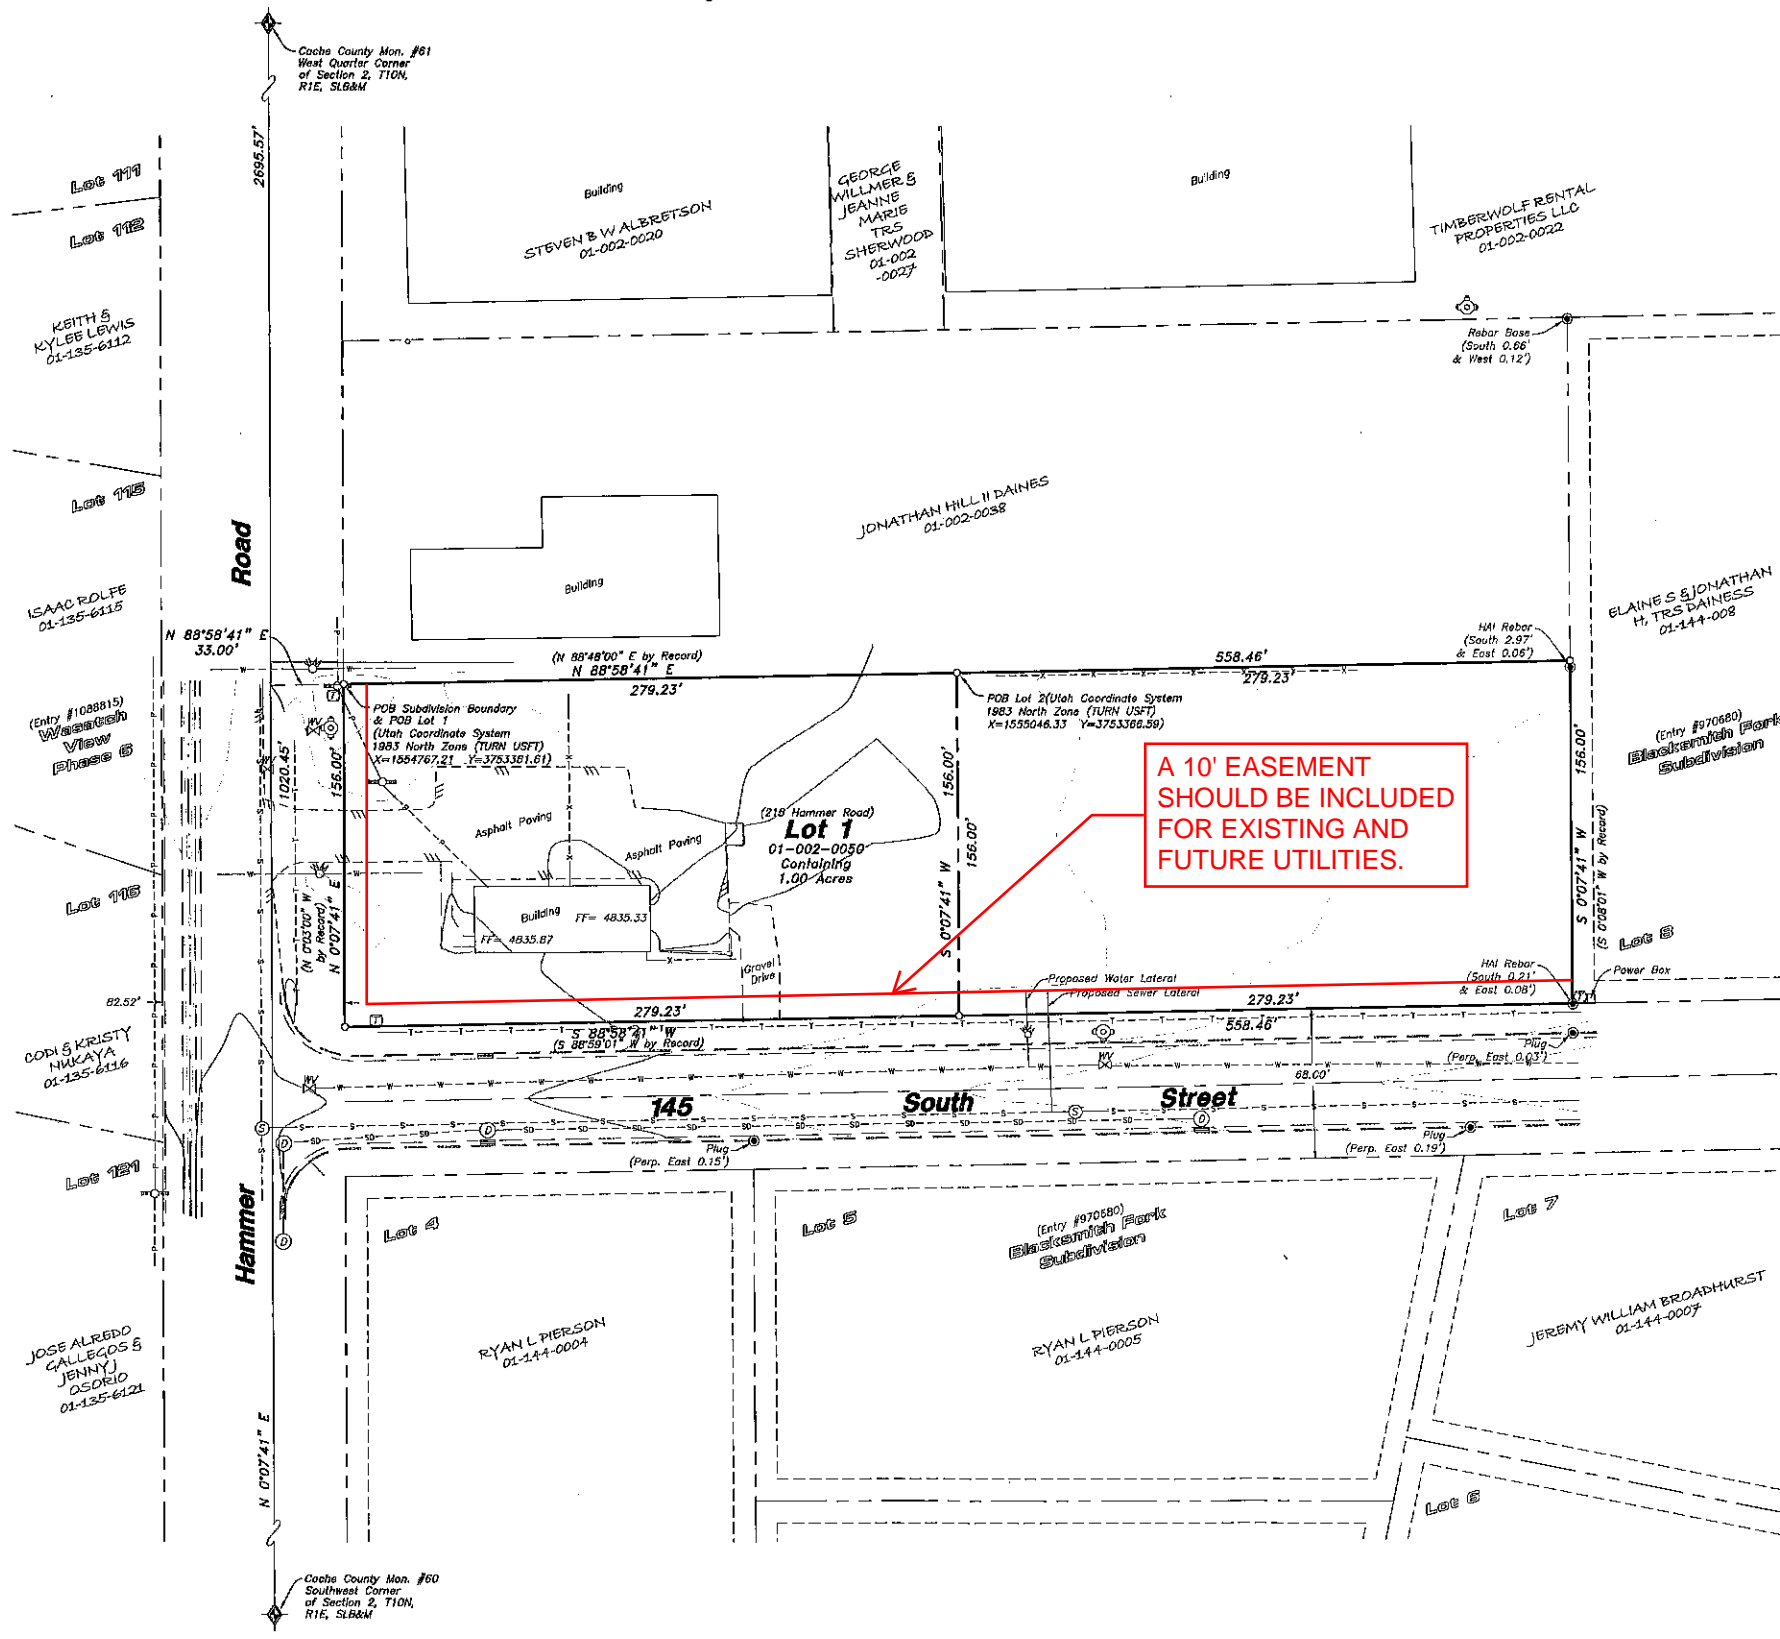 Cache County Mon. #61
West Quarter Corner
of Section 2, T10N,
R1E, SLB&M
2695.57'
Lot 111
Lot 112
KEITH &
KYLEE LEWIS
01-135-6112
Lot 115
ISAAC ROLFE
01-135-6115
Building
STEVEN B W ALBRETSON
01-002-0020
GEORGE
WILLMER &
JEANNE
MARIE
TRS
SHERWOOD
01-002
-0027
Building
TIMBERWOLF RENTAL
PROPERTIES LLC
01-002-0022
Rebar Base
(South 0.66'
& West 0.12')
JONATHAN HILL II DAINES
01-002-0038
Building
Road
N 88°58'41" E
33.00'
(N 88°48'00" E by Record)
N 88°58'41" E
279.23'
558.46'
279.23'
HAI Rebar
(South 2.97'
& East 0.06')
ELAINE S & JONATHAN
H, TRS DAINESS
01-144-008
(Entry #1088815)
Wasatch
View
Phase 6
POB Subdivision Boundary
& POB Lot 1
(Utah Coordinate System
1983 North Zone (TURN USFT)
X=1554767.21 Y=3753361.61)
POB Lot 2(Utah Coordinate System
1983 North Zone (TURN USFT)
X=1555046.33 Y=3753366.59)
(Entry #970680)
Blacksmith Fork
Subdivision
A 10' EASEMENT
SHOULD BE INCLUDED
FOR EXISTING AND
FUTURE UTILITIES.
1020.45'
156.00'
156.00'
156.00'
156.00'
S 0°07'41" W
S 0°07'41" W
(S 0°08'01" W by Record)
(N 0°03'00" W
by Record)
N 0°07'41" E
Asphalt Paving
Asphalt Paving
(218 Hammer Road)
Lot 1
01-002-0050
Containing
1.00 Acres
Building
FF= 4835.33
FF= 4835.87
Gravel
Drive
Lot 116
Lot 8
82.52'
Proposed Water Lateral
Proposed Sewer Lateral
HAI Rebar
(South 0.21'
& East 0.08')
Power Box
279.23'
279.23'
S 88°58'41" W
(S 88°59'01" W by Record)
558.46'
Plug
(Perp. East 0.03')
68.00'
CODI & KRISTY
NUKAYA
01-135-6116
145 South Street
Plug
(Perp. East 0.15')
Plug
(Perp. East 0.19')
Lot 121
Hammer
Lot 4
Lot 5
(Entry #970680)
Blacksmith Fork
Subdivision
Lot 7
RYAN L PIERSON
01-144-0004
RYAN L PIERSON
01-144-0005
JEREMY WILLIAM BROADHURST
01-144-0007
JOSE ALREDO
GALLEGOS &
JENNY J
OSORIO
01-135-6121
N 0°07'41" E
Lot 6
Cache County Mon. #60
Southwest Corner
of Section 2, T10N,
R1E, SLB&M